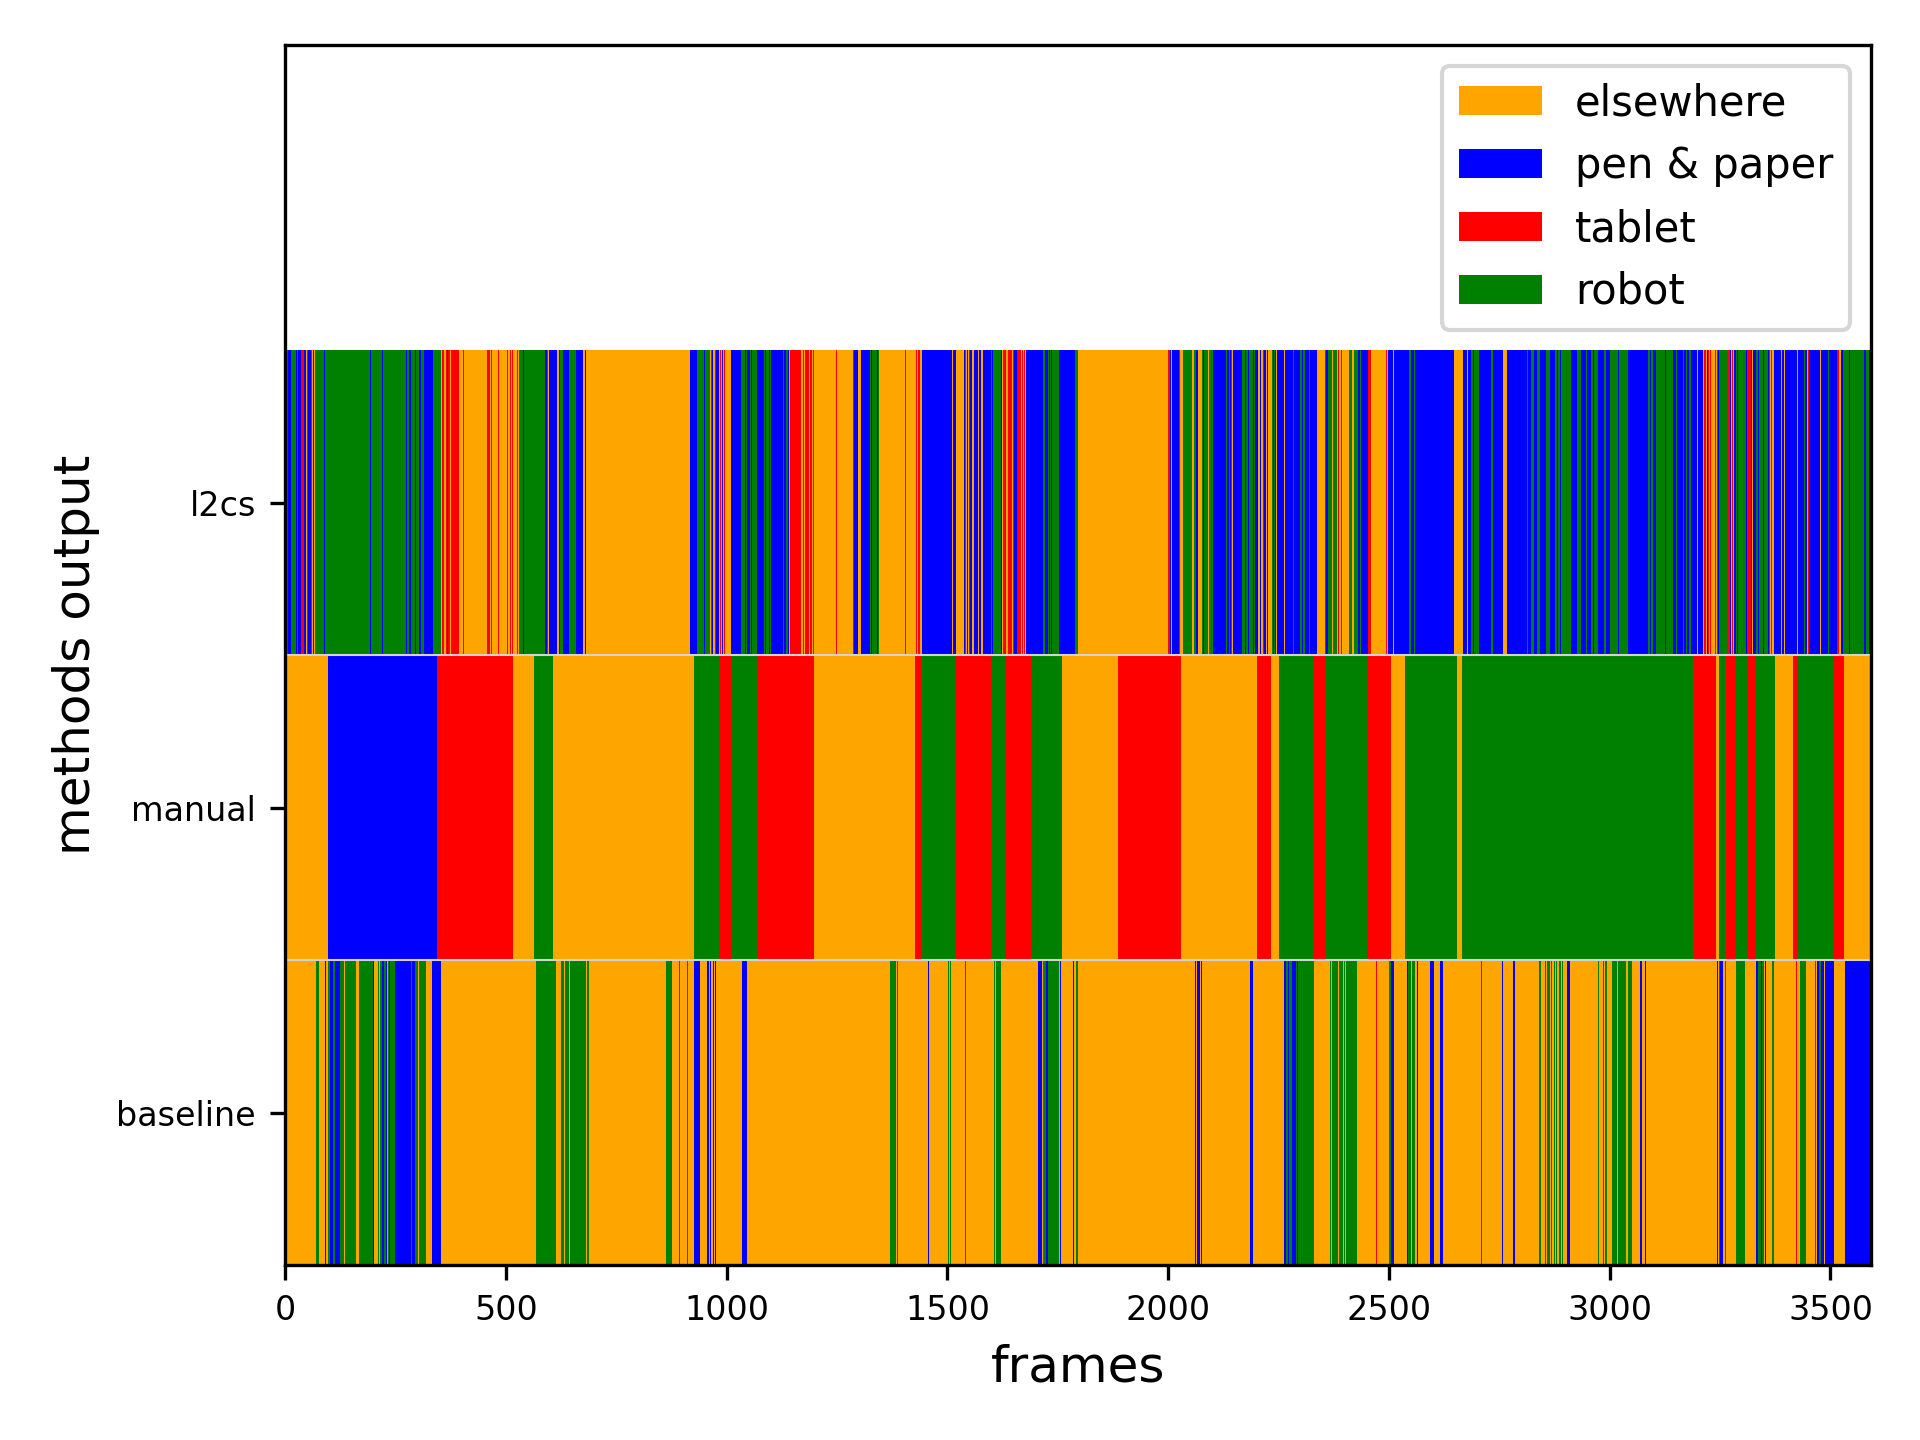 elsewhere
pen & paper
tablet
robot
methods output
l2cs
manual
baseline
0 500 1000 1500 2000 2500 3000 3500
frames